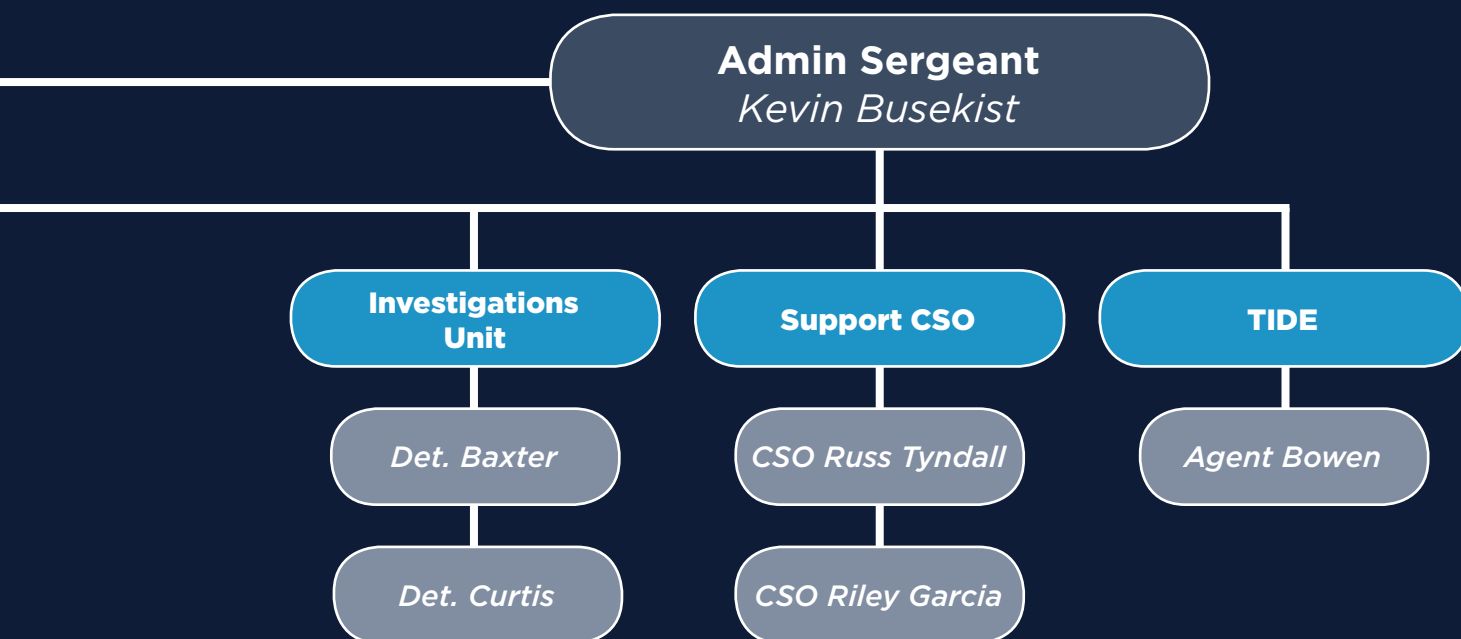 Admin Sergeant
Kevin Busekist
Investigations
Unit
Support CSO
TIDE
Det. Baxter
CSO Russ Tyndall
Agent Bowen
Det. Curtis
CSO Riley Garcia